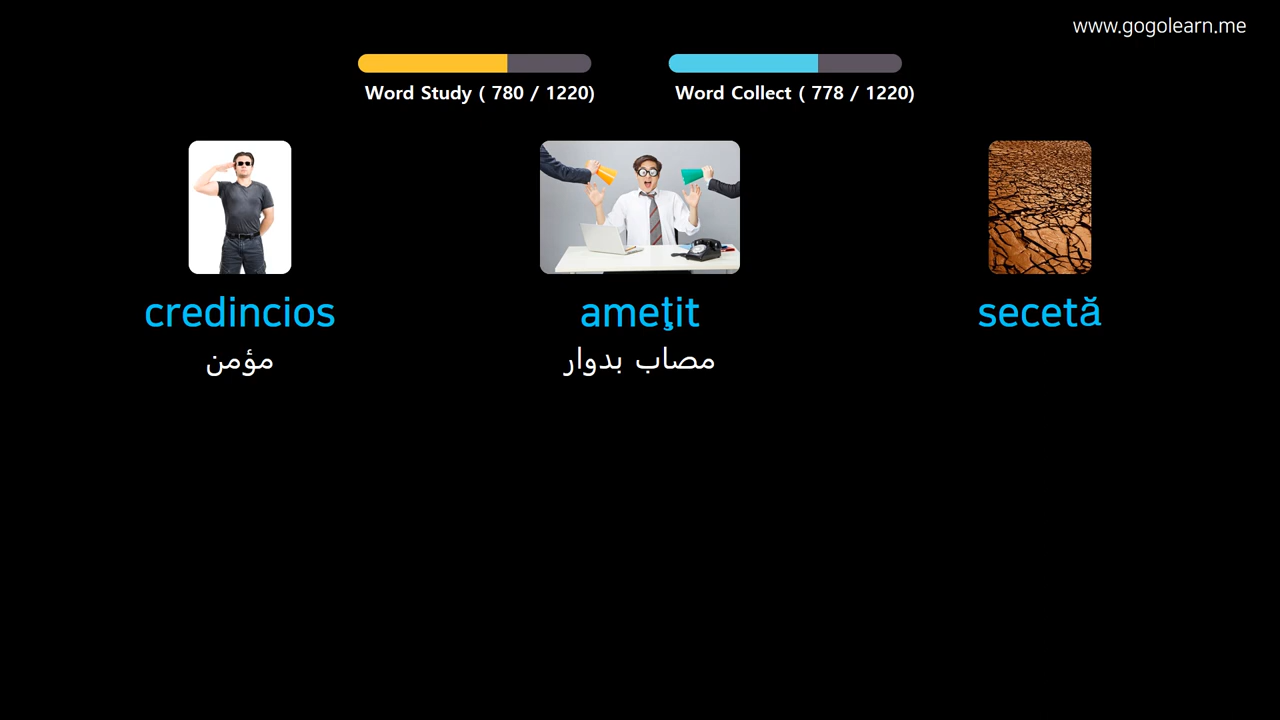 www.gogolearn.me
Word Study ( 780 / 1220)
Word Collect ( 778 / 1220)
credincios
ameţit
secetă
مؤمن
مصاب بدوار